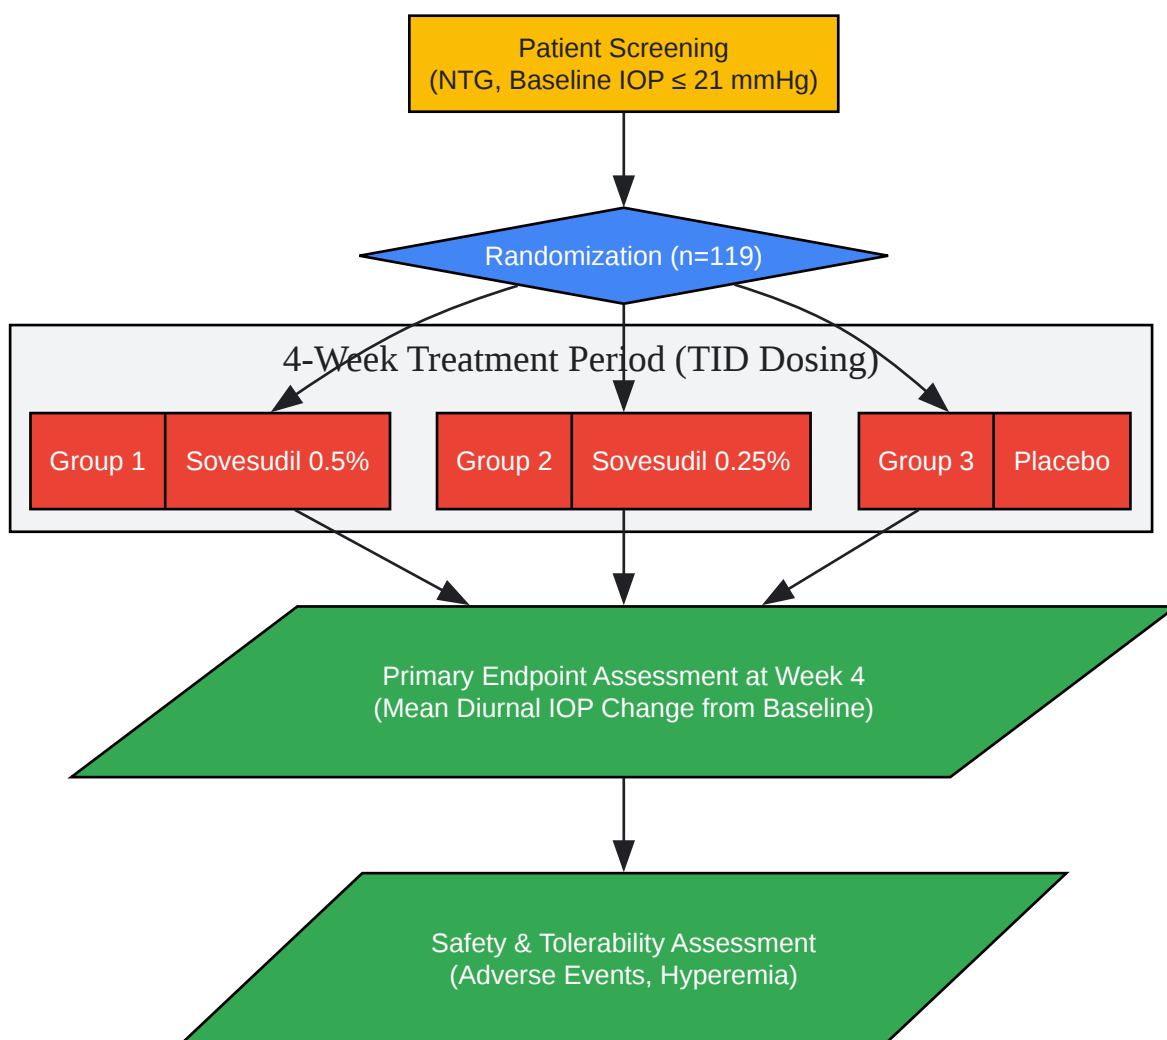 Patient Screening
(NTG, Baseline IOP ≤ 21 mmHg)
Randomization (n=119)
4-Week Treatment Period (TID Dosing)
Group 1
Sovesudil 0.5%
Group 2
Sovesudil 0.25%
Group 3
Placebo
Primary Endpoint Assessment at Week 4
(Mean Diurnal IOP Change from Baseline)
Safety & Tolerability Assessment
(Adverse Events, Hyperemia)